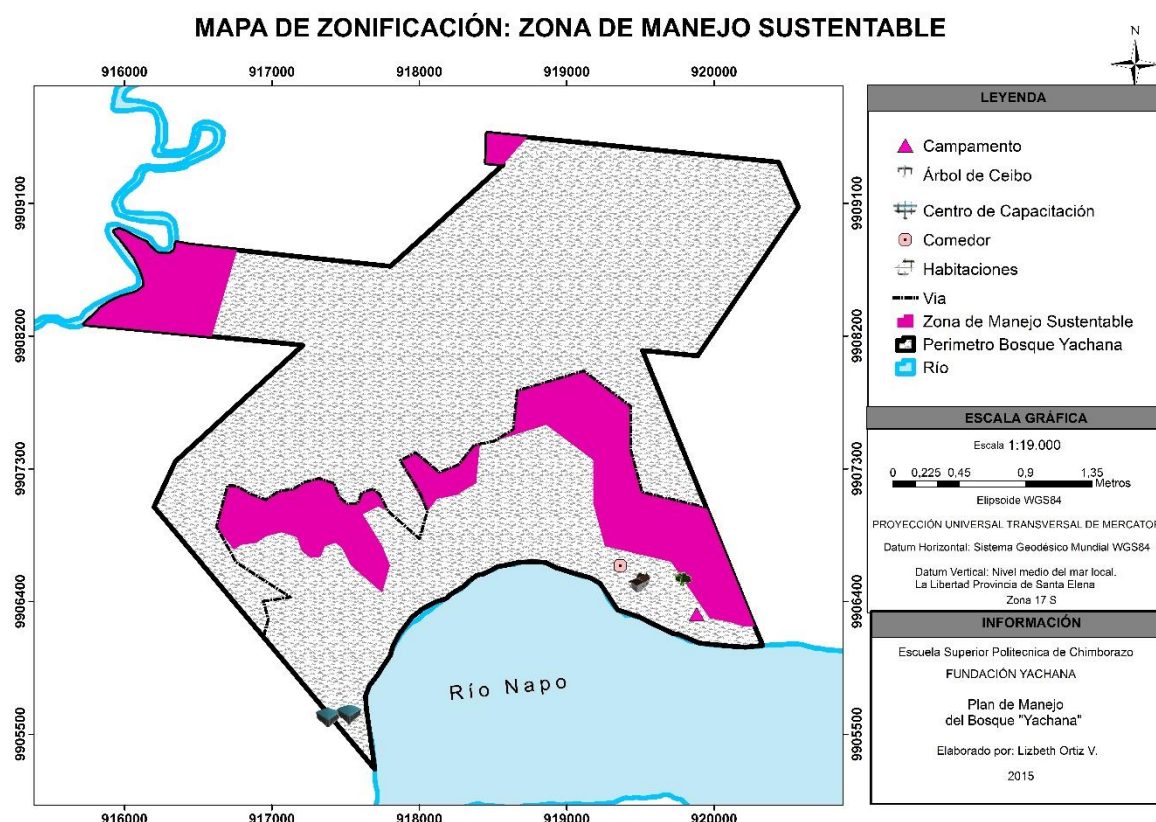 MAPA DE ZONIFICACIÓN: ZONA DE MANEJO SUSTENTABLE
N
916000 917000 918000 919000 920000
9909100 9909100
9908200 9908200
9907300 9907300
9906400 9906400
9905500 9905500
Río Napo
916000 917000 918000 919000 920000
LEYENDA
Campamento
Árbol de Ceibo
Centro de Capacitación
Comedor
Habitaciones
Via
Zona de Manejo Sustentable
Perimetro Bosque Yachana
Río
ESCALA GRÁFICA
Escala 1:19.000
0 0,225 0,45 0,9 1,35
Metros
Elipsoide WGS84
PROYECCIÓN UNIVERSAL TRANSVERSAL DE MERCATOR
Datum Horizontal: Sistema Geodésico Mundial WGS84
Datum Vertical: Nivel medio del mar local.
La Libertad Provincia de Santa Elena
Zona 17 S
INFORMACIÓN
Escuela Superior Politecnica de Chimborazo
FUNDACIÓN YACHANA
Plan de Manejo
del Bosque "Yachana"
Elaborado por: Lizbeth Ortiz V.
2015